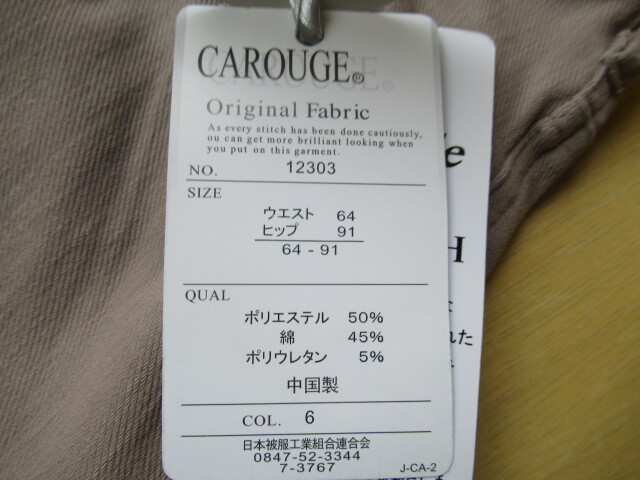 CAROUGE®
Original Fabric
As every stitch has been done cautiously,
ou can get more brilliant looking when
you put on this garment.
NO. 12303
SIZE
ウエスト 64
ヒップ 91
64 - 91
QUAL
ポリエステル 50%
綿 45%
ポリウレタン 5%
中国製
COL. 6
日本被服工業組合連合会
0847-52-3344
7-3767
J-CA-2
e
H
れた